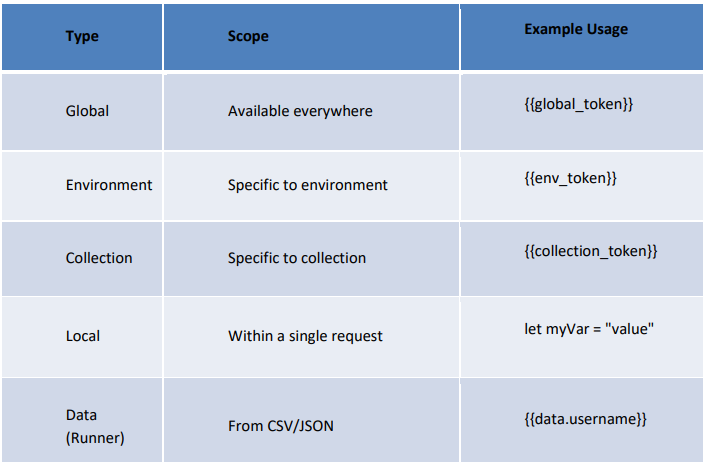 Type Scope Example Usage
Global Available everywhere {{global_token}}
Environment Specific to environment {{env_token}}
Collection Specific to collection {{collection_token}}
Local Within a single request let myVar = "value"
Data
(Runner) From CSV/JSON {{data.username}}